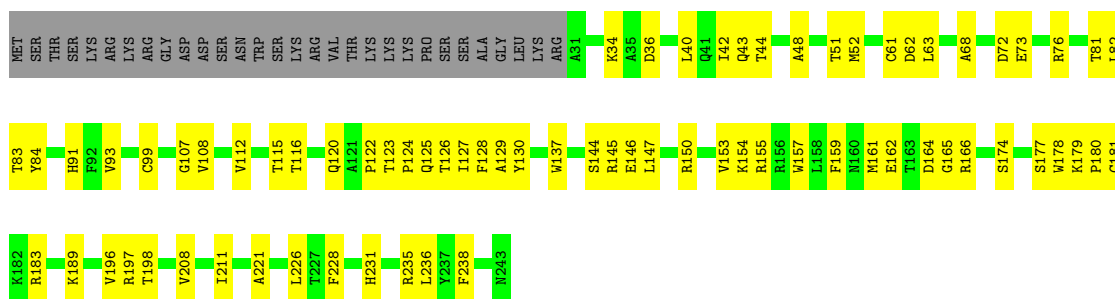 MET SER THR SER LYS ARG LYS ARG GLY ASP ASP SER ASN TRP SER LYS ARG VAL THR LYS LYS LYS PRO SER SER ALA GLY LEU LYS ARG A31 K34 A35 D36 L40 Q41 I42 Q43 T44 A48 T51 M52 C61 D62 L63 A68 D72 E73 R76 T81 L82
T83 Y84 H91 F92 V93 C99 G107 V108 V112 T115 T116 Q120 A121 P122 T123 P124 Q125 T126 I127 F128 A129 Y130 W137 S144 R145 E146 L147 R150 V153 K154 R155 R156 W157 L158 F159 N160 M161 E162 T163 D164 G165 R166 S174 S177 W178 K179 P180 C181
K182 R183 K189 V196 R197 T198 V208 I211 A221 L226 T227 F228 H231 R235 L236 Y237 F238 N243